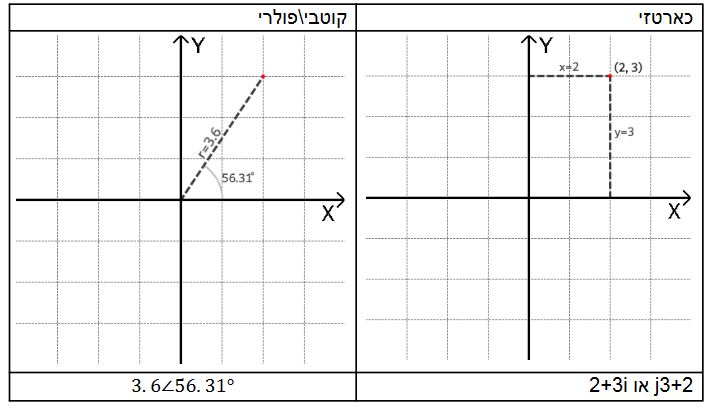 כארטזי
קוטבי\פולרי
Y
x=2
(2, 3)
y=3
X
Y
r=3.6
56.31°
X
2+3i או j3+2
3.6∠56.31°